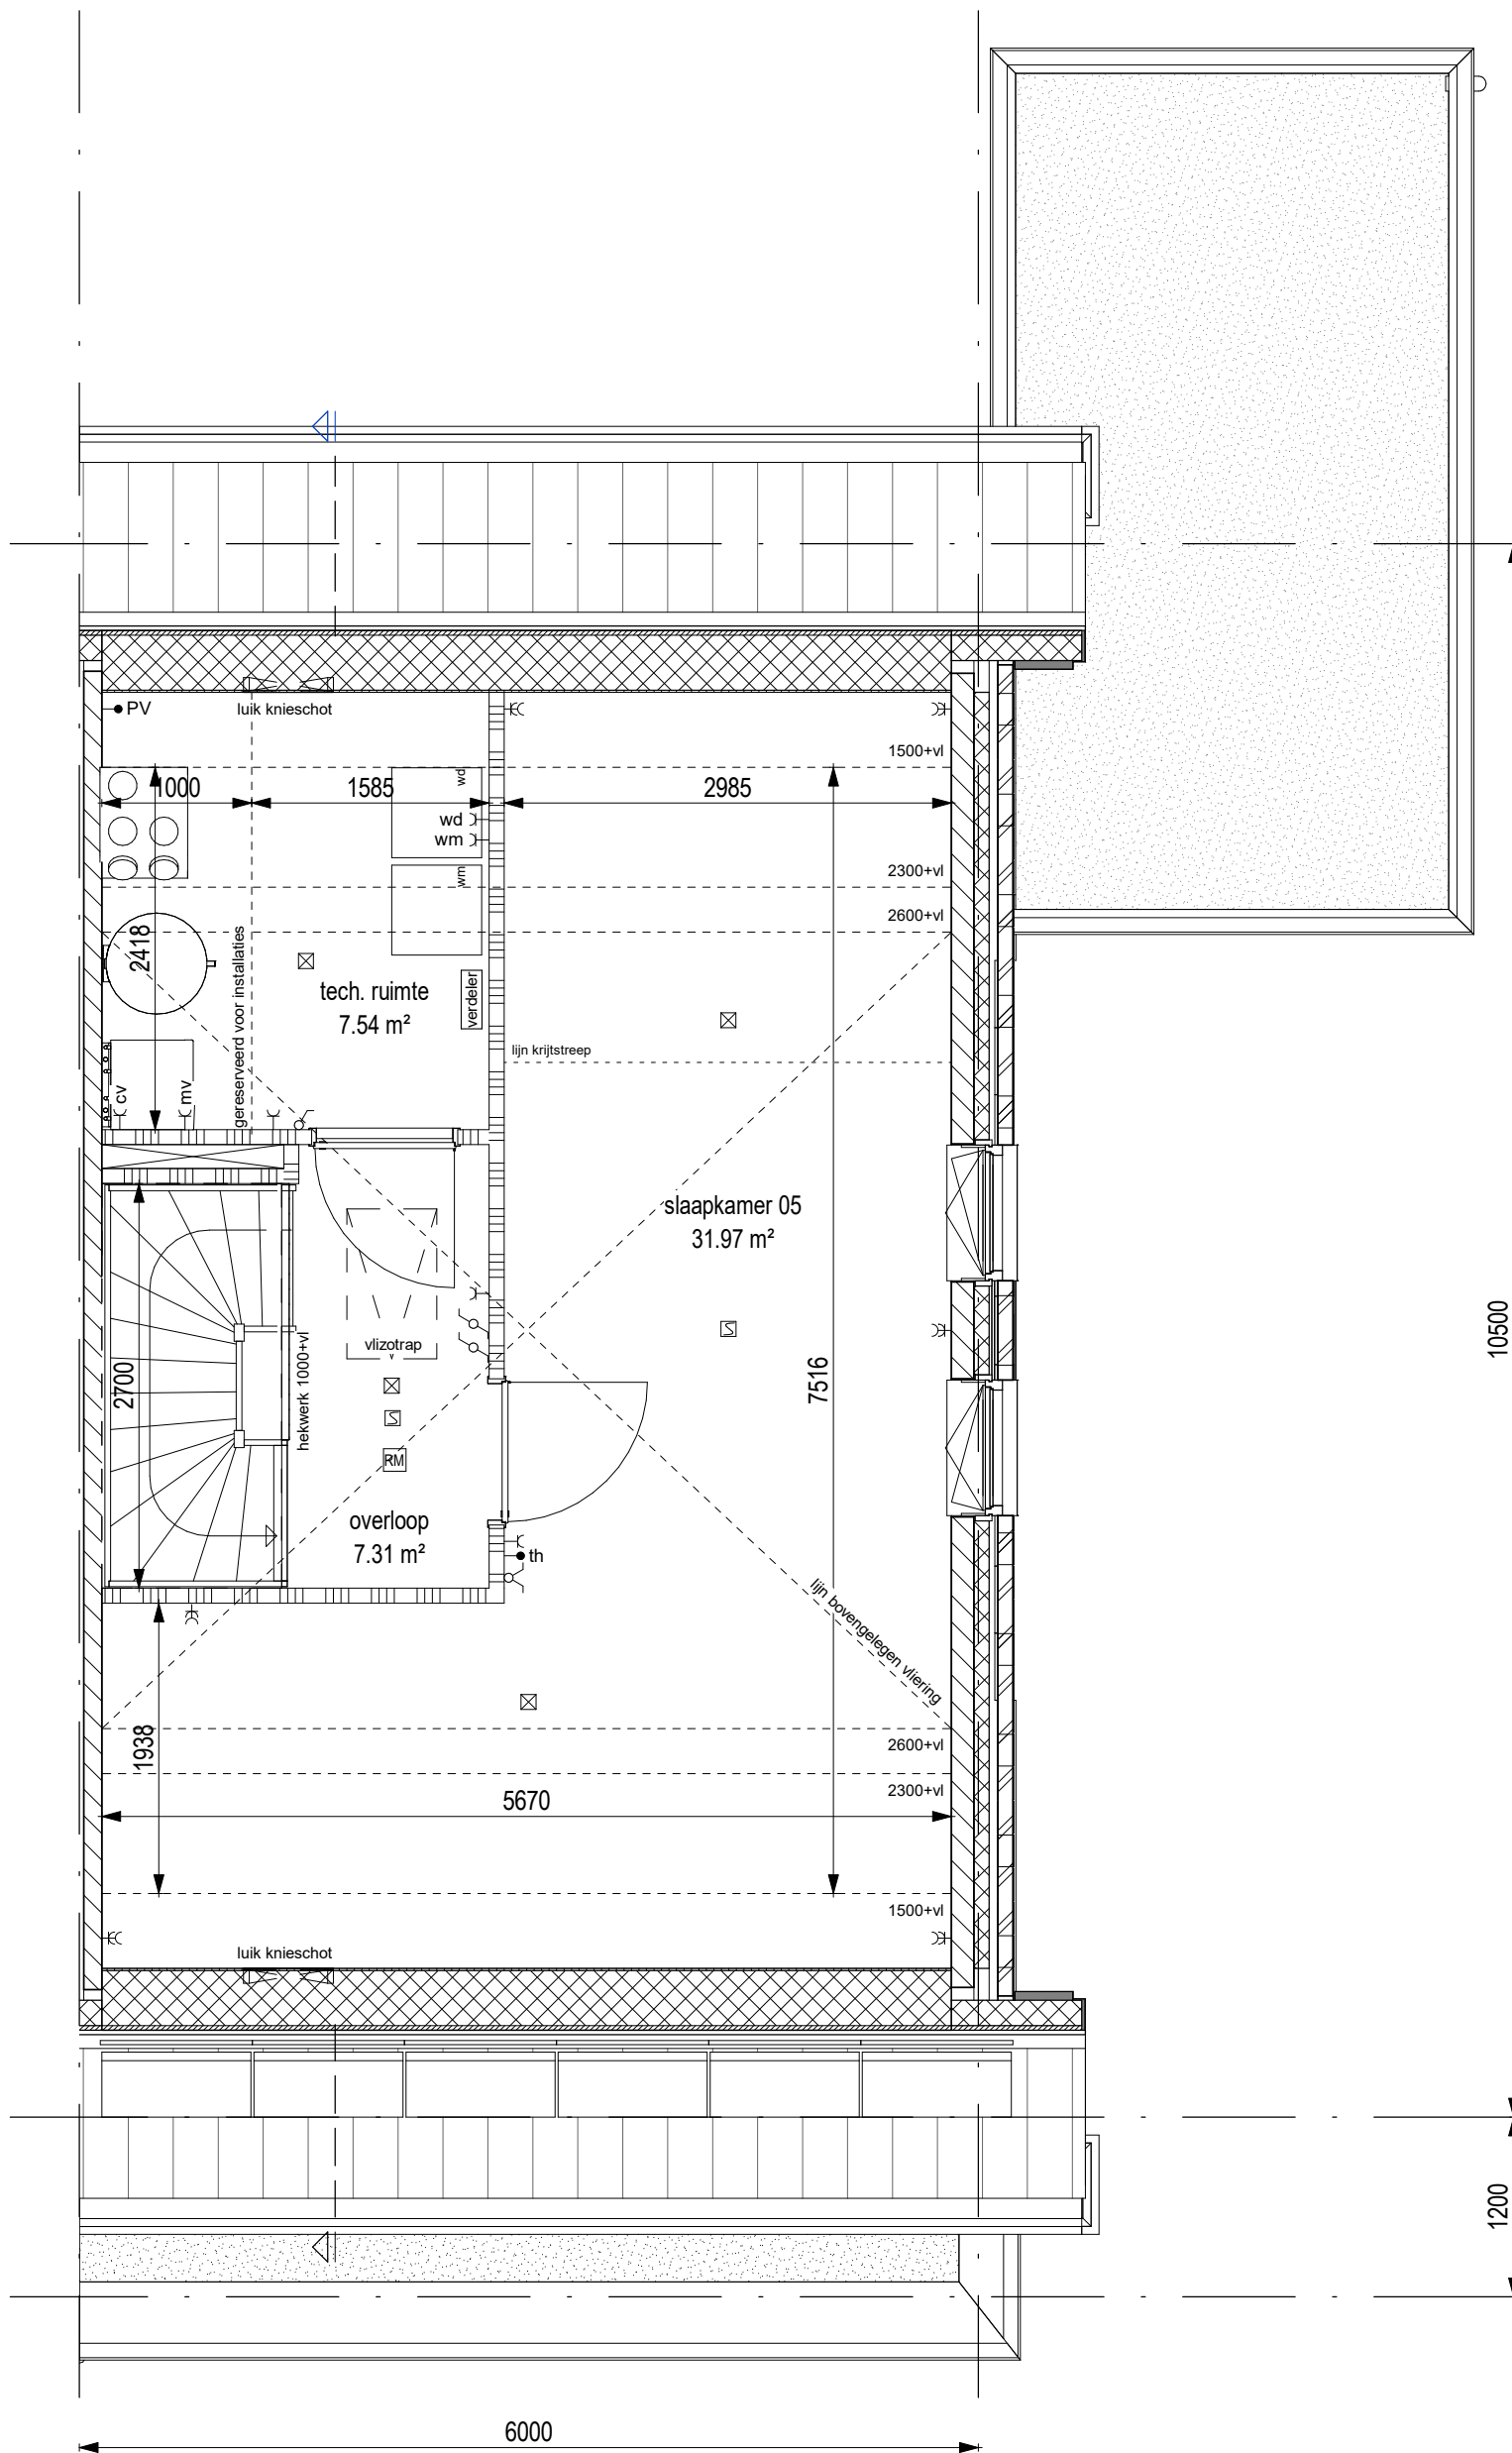 PV
luik knieschot
1500+vl
1000
1585
wd
2985
wd
wm
2300+vl
wm
2600+vl
2418
gereserveerd voor installaties
tech. ruimte
7.54 m²
verdeler
lijn krijtstreep
cv
mv
slaapkamer 05
31.97 m²
10500
vlizotrap
2700
hekwerk 1000+vl
7516
RM
overloop
7.31 m²
th
lijn bovengelegen vliering
1938
2600+vl
2300+vl
5670
1500+vl
luik knieschot
1200
6000